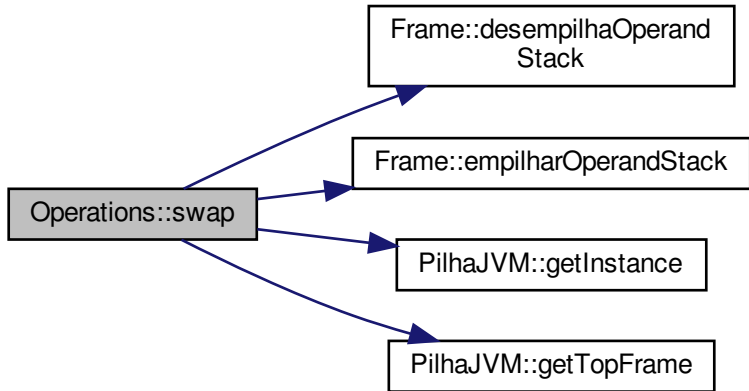 Frame::desempilhaOperand
Stack
Frame::empilharOperandStack
Operations::swap
PilhaJVM::getInstance
PilhaJVM::getTopFrame